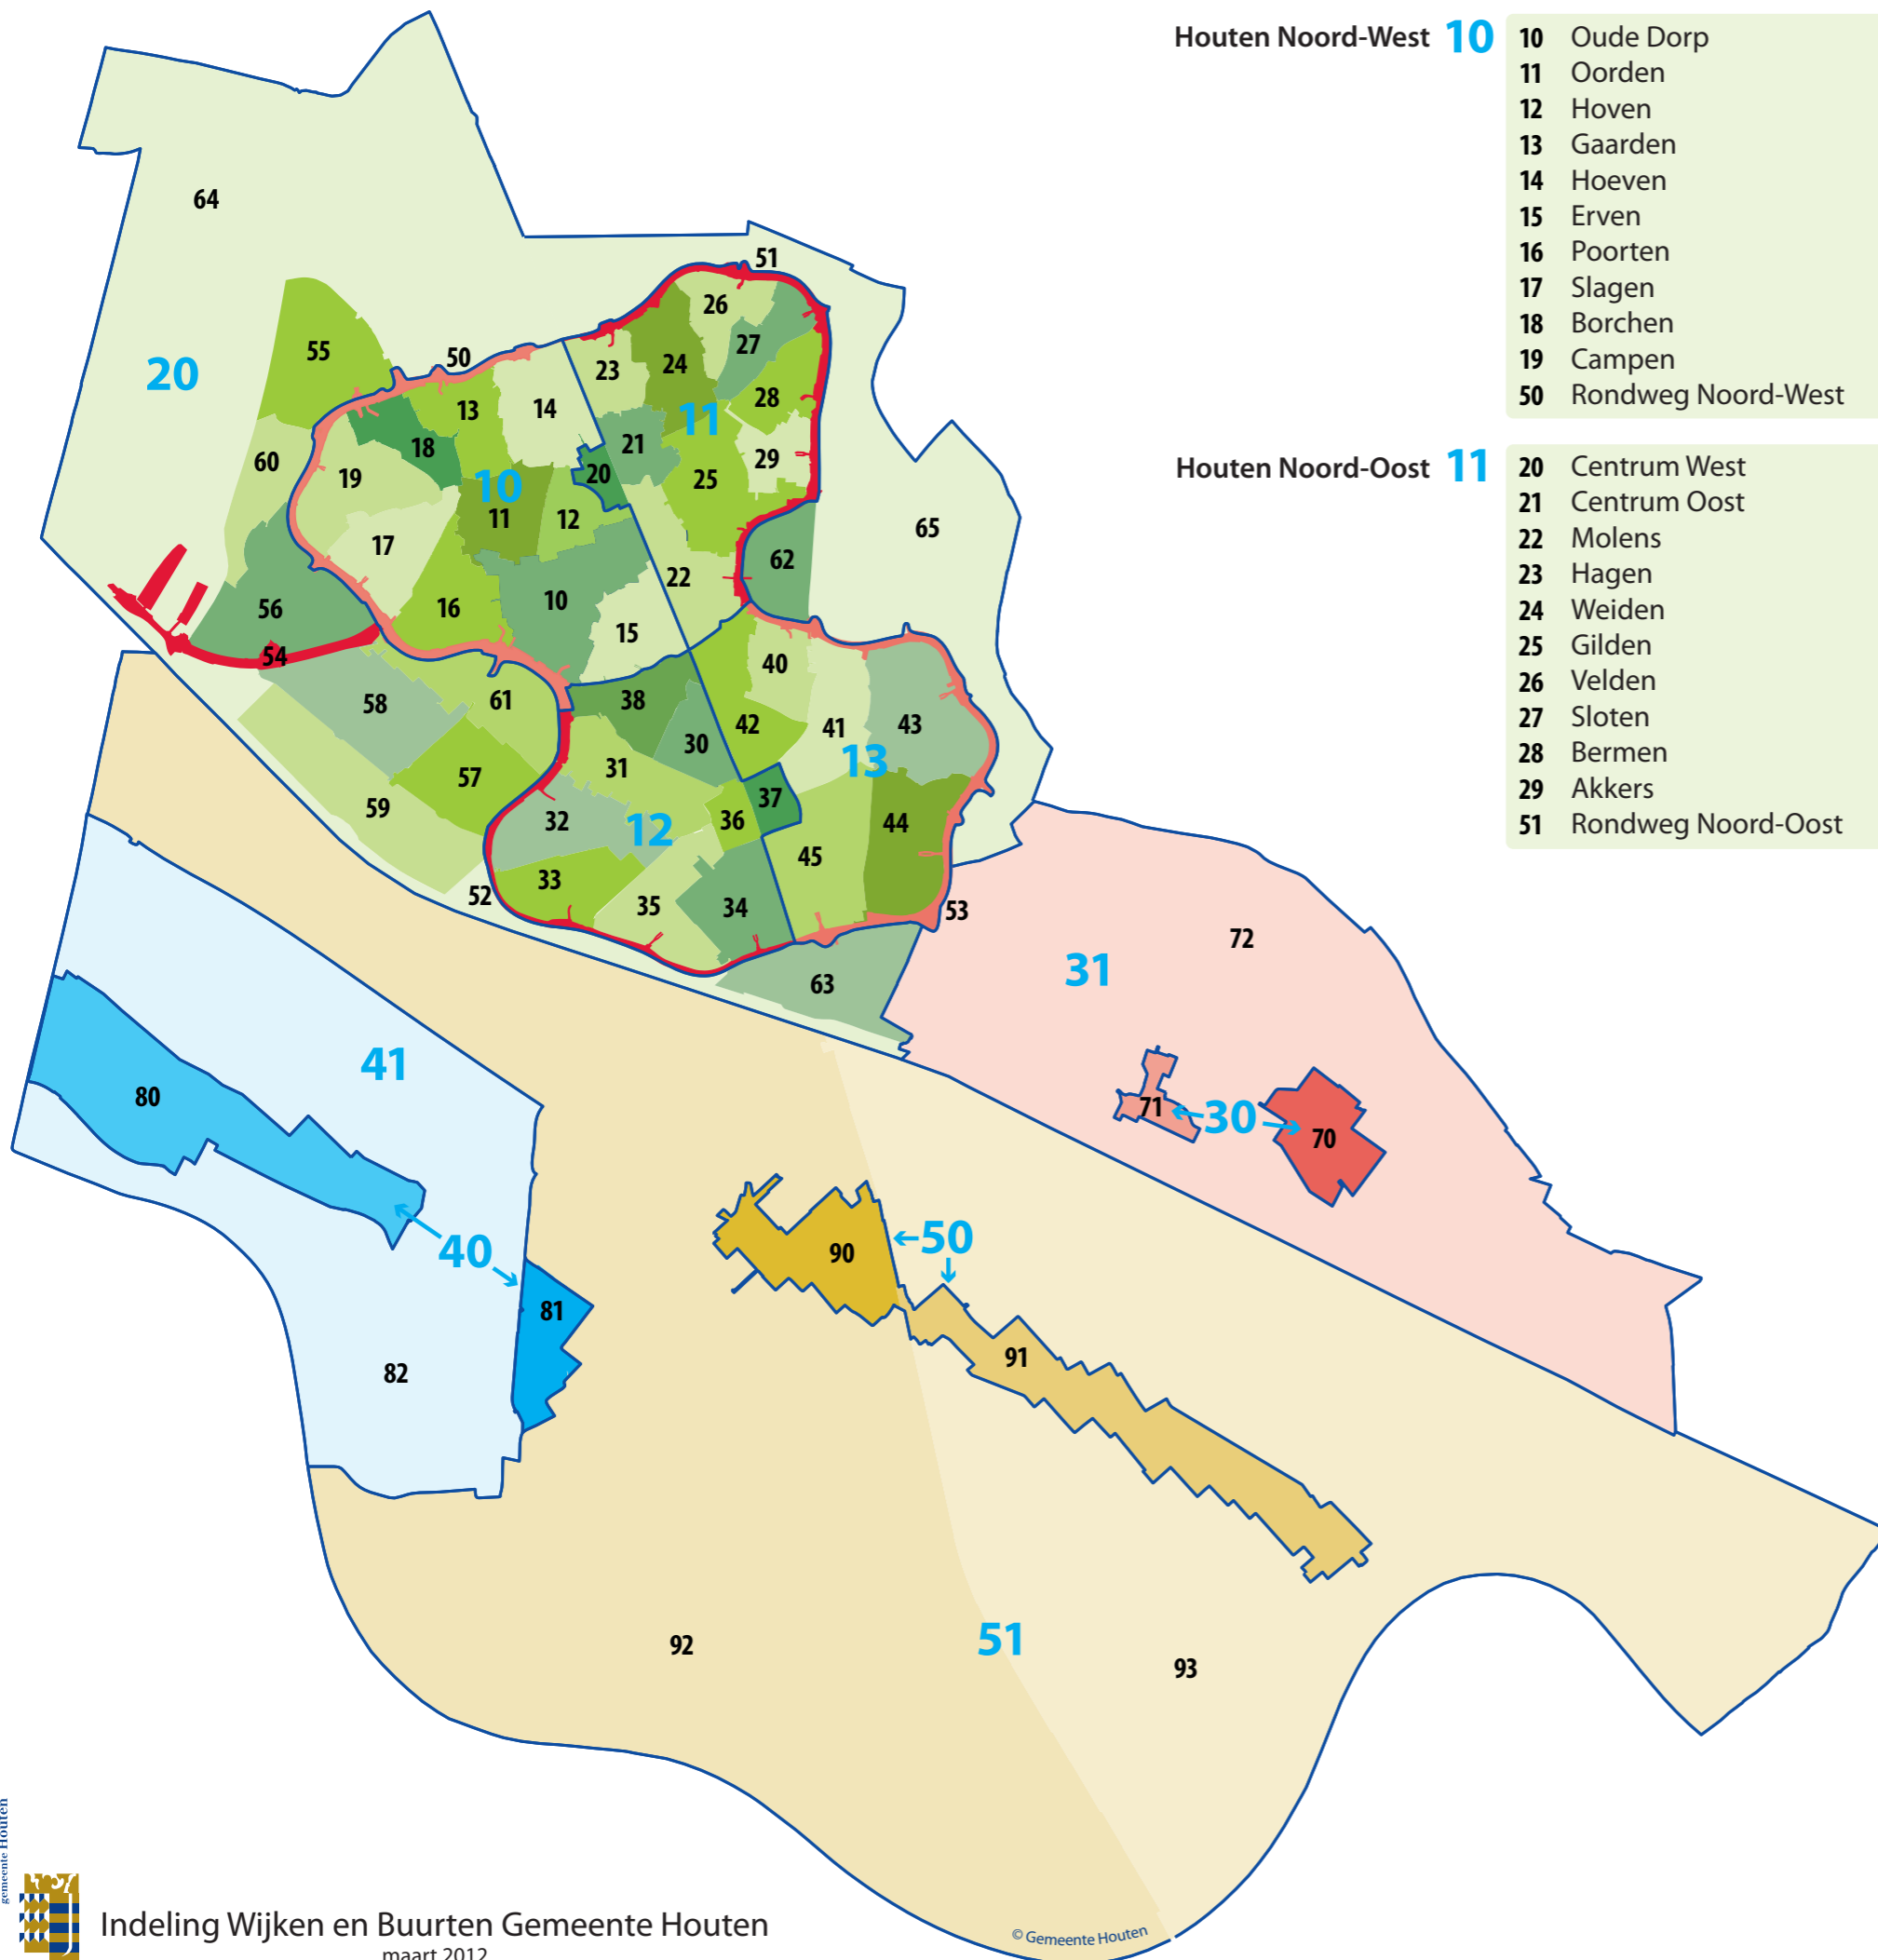 Houten Noord-West 10
10 Oude Dorp
11 Oorden
12 Hoven
13 Gaarden
14 Hoeven
15 Erven
16 Poorten
17 Slagen
18 Borchen
19 Campen
50 Rondweg Noord-West
Houten Noord-Oost 11
20 Centrum West
21 Centrum Oost
22 Molens
23 Hagen
24 Weiden
25 Gilden
26 Velden
27 Sloten
28 Bermen
29 Akkers
51 Rondweg Noord-Oost
64
51
26
55
50
27
20
23
24
28
13
14
11
18
21
29
60
19
20
25
10
11
12
65
17
62
22
56
16
10
15
54
40
58
61
38
42
41
43
30
13
31
57
37
59
32
12
36
44
45
33
52
35
34
53
72
31
63
41
80
71
30
70
40
50
90
81
91
82
92
51
93
gemeente Houten
Indeling Wijken en Buurten Gemeente Houten
maart 2012
© Gemeente Houten